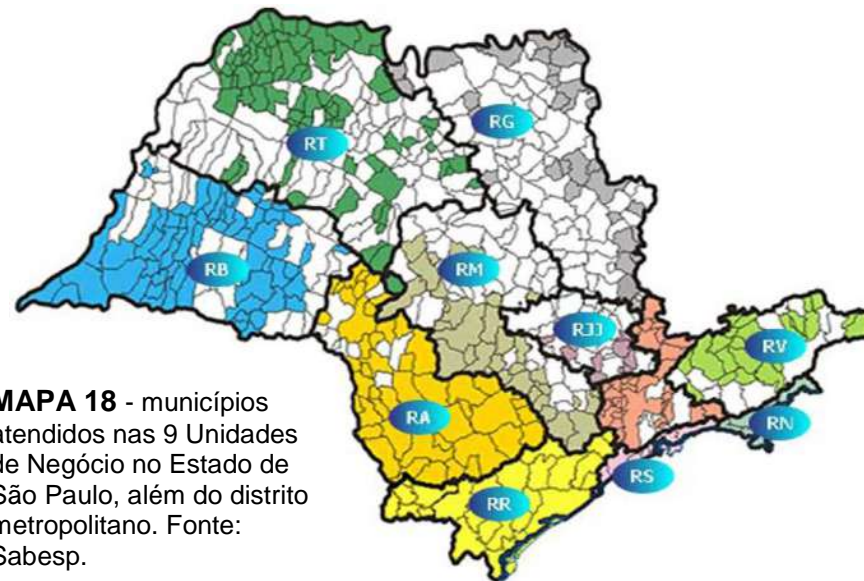 RG
RT
RB
RM
RJJ
RV
RA
RN
RS
RR
MAPA 18 - municípios
atendidos nas 9 Unidades
de Negócio no Estado de
São Paulo, além do distrito
metropolitano. Fonte:
Sabesp.